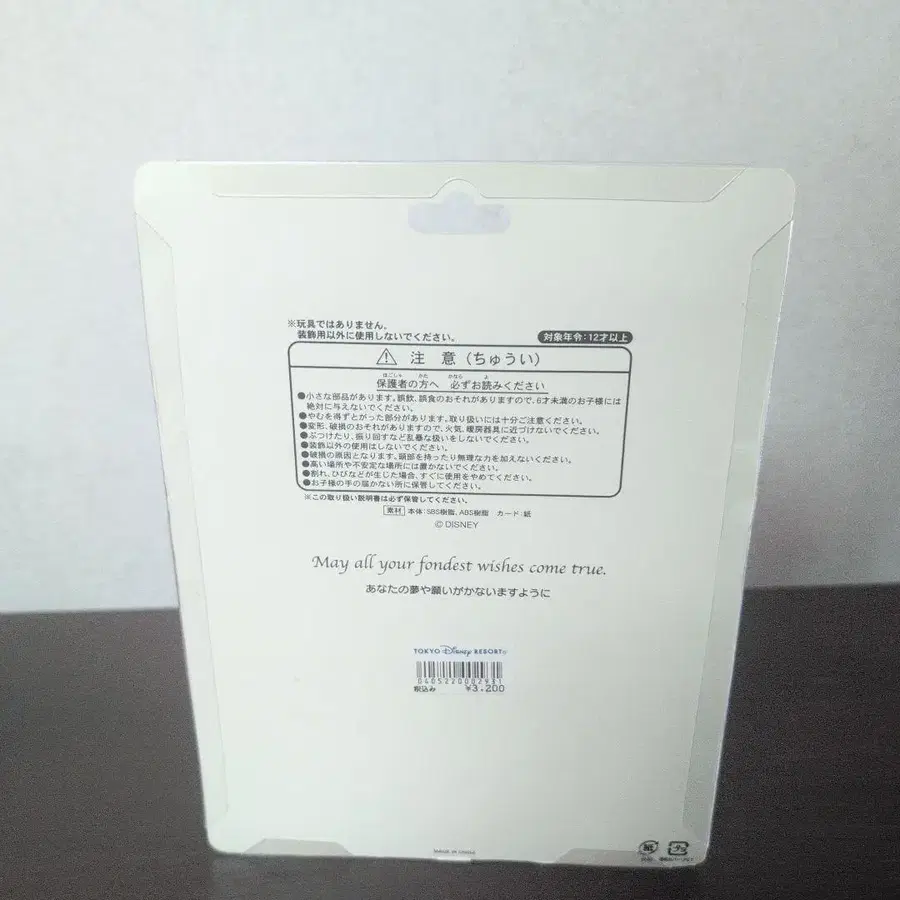 ※玩具ではありません。
装飾用以外に使用しないでください。
対象年令:12才以上
注 意 (ちゅうい)
ほごしゃ かた かなら よ
保護者の方へ 必ずお読みください
●小さな部品があります。誤飲、誤食のおそれがありますので、6才未満のお子様には
絶対に与えないでください。
●やむを得ずとがった部分があります。取り扱いには十分ご注意ください。
●変形、破損のおそれがありますので、火気、暖房器具に近づけないでください。
●ぶつけたり、振り回すなど乱暴な扱いをしないでください。
●装飾以外の使用はしないでください。
●破損の原因となります。頭部を持ったり無理な力を加えないください。
●高い場所や不安定な場所には置かないでください。
●割れ、ひびなどが生じた場合、すぐに使用をやめてください。
●お子様の手の届かない所に保管してください。
※この取り扱い説明書は必ず保管してください。
素材 本体:SBS樹脂、ABS樹脂 カード:紙
© DISNEY
May all your fondest wishes come true.
あなたの夢や願いがかないますように
TOKYO Disney RESORT
0405220002931
税込み ¥3,200
MADE IN CHINA
紙 プラ